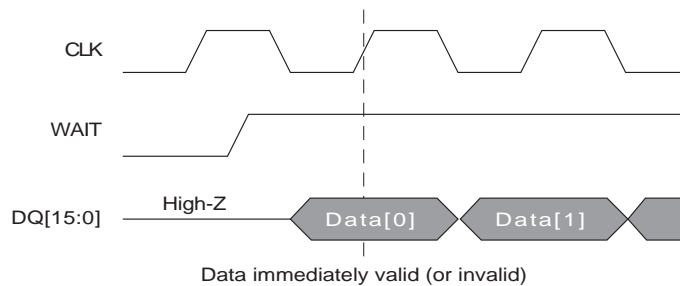 CLK
WAIT
High-Z
DQ[15:0]
Data[0]
Data[1]
Data immediately valid (or invalid)